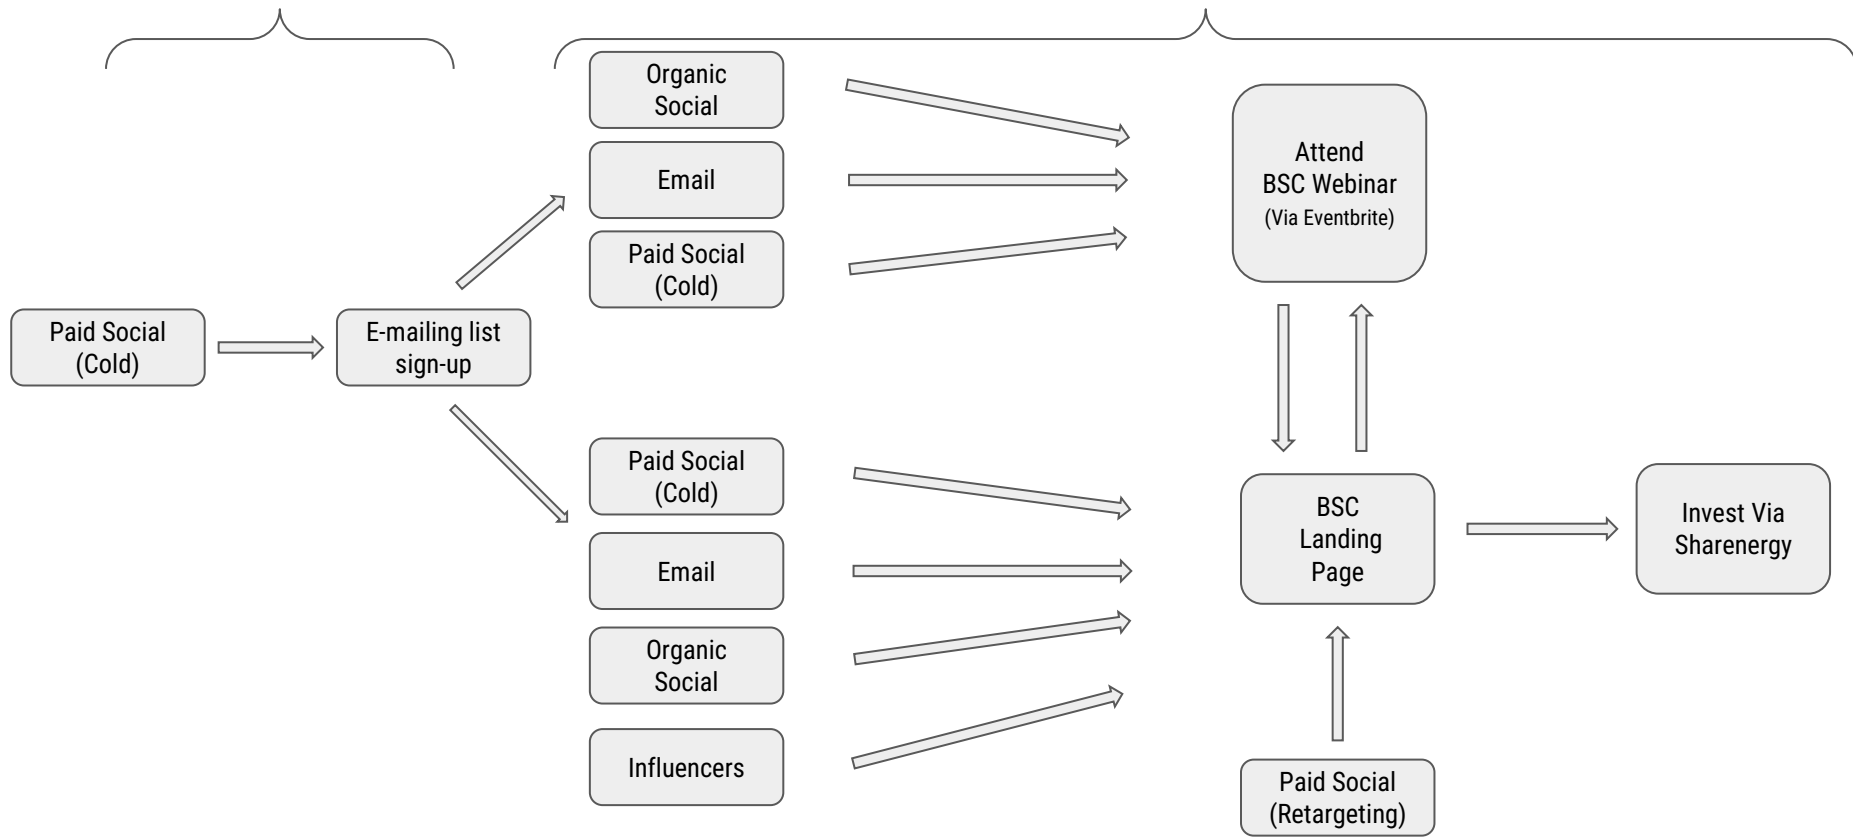 Organic
Social
Email
Paid Social
(Cold)
Attend
BSC Webinar
(Via Eventbrite)
Paid Social
(Cold)
E-mailing list
sign-up
Paid Social
(Cold)
Email
Organic
Social
Influencers
BSC
Landing
Page
Invest Via
Sharenergy
Paid Social
(Retargeting)